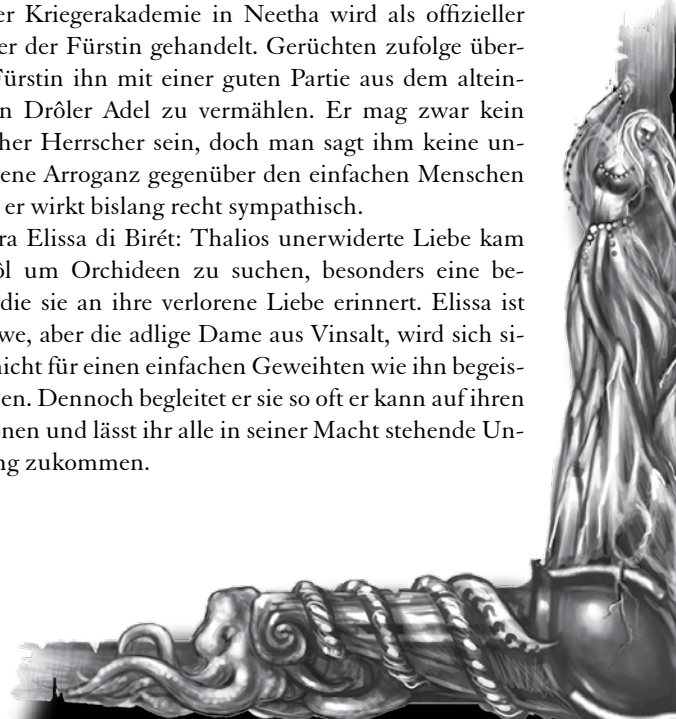 er Kriegerakademie in Neetha wird als offizieller
er der Fürstin gehandelt. Gerüchten zufolge über-
Fürstin ihn mit einer guten Partie aus dem altein-
n Drôler Adel zu vermählen. Er mag zwar kein
her Herrscher sein, doch man sagt ihm keine un-
ene Arroganz gegenüber den einfachen Menschen
er wirkt bislang recht sympathisch.
ra Elissa di Birét: Thalios unerwiderte Liebe kam
ôl um Orchideen zu suchen, besonders eine be-
die sie an ihre verlorene Liebe erinnert. Elissa ist
we, aber die adlige Dame aus Vinsalt, wird sich si-
nicht für einen einfachen Geweihten wie ihn begeis-
en. Dennoch begleitet er sie so oft er kann auf ihren
onen und lässt ihr alle in seiner Macht stehende Un-
ng zukommen.